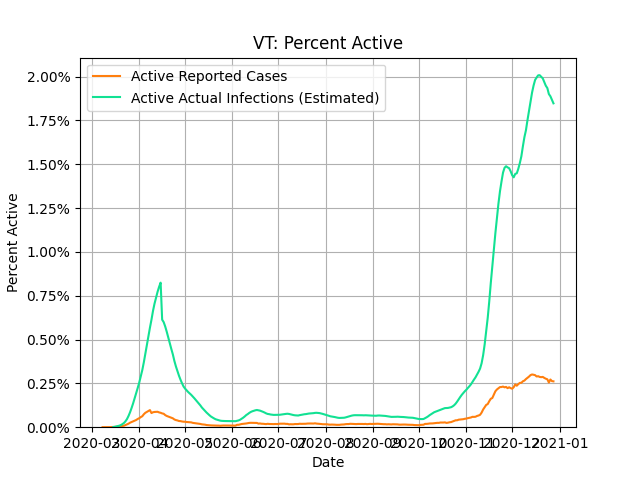 VT: Percent Active
Active Reported Cases
Active Actual Infections (Estimated)
2.00%
1.75%
1.50%
1.25%
1.00%
0.75%
0.50%
0.25%
0.00%
Percent Active
2020-03 2020-04 2020-05 2020-06 2020-07 2020-08 2020-09 2020-10 2020-11 2020-12 2021-01
Date